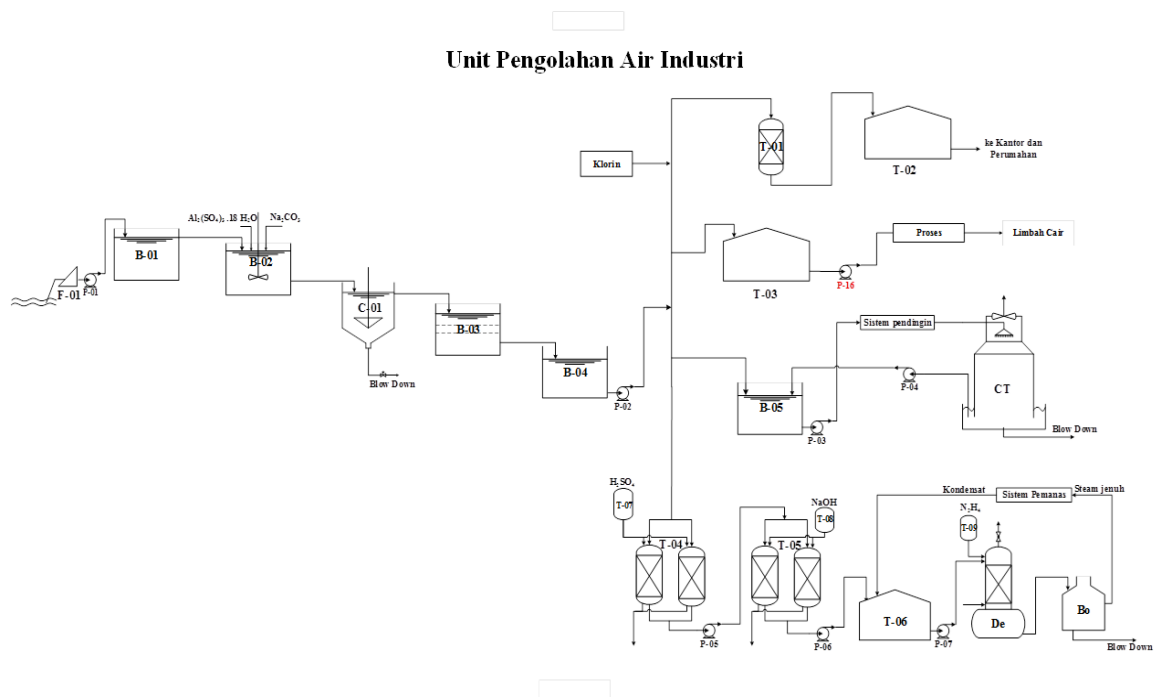 Unit Pengolahan Air Industri
T-01
T-02
ke Kantor dan
Perumahan
Klorin
Al₂(SO₄)₃ .18 H₂O
Na₂CO₃
B-01
B-02
F-01
P-01
C-01
Blow Down
B-03
B-04
P-02
T-03
P-16
Proses
Limbah Cair
Sistem pendingin
B-05
P-03
P-04
CT
Blow Down
H₂SO₄
T-07
T-04
P-05
NaOH
T-08
T-05
P-06
Kondensat
Sistem Pemanas
Steam jenuh
N₂H₄
T-09
T-06
P-07
De
Bo
Blow Down